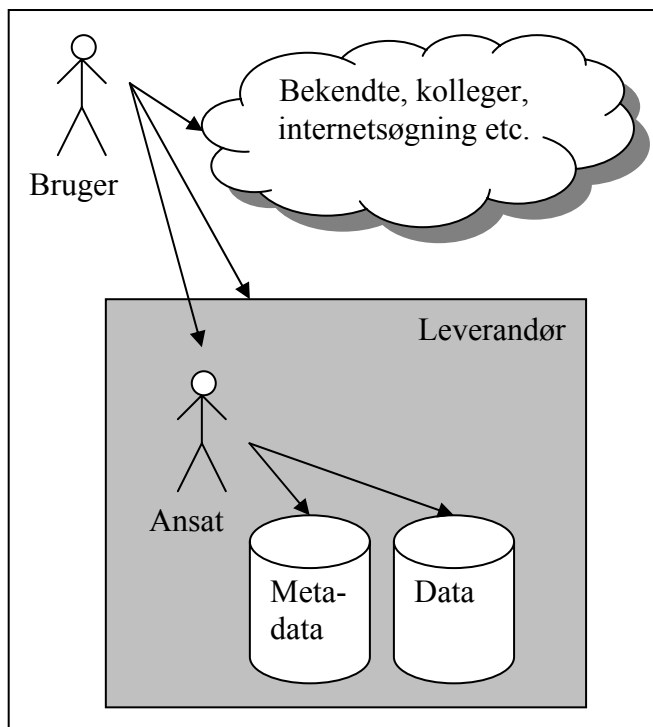 Bekendte, kolleger,
internetsøgning etc.
Bruger
Leverandør
Ansat
Meta-
data
Data